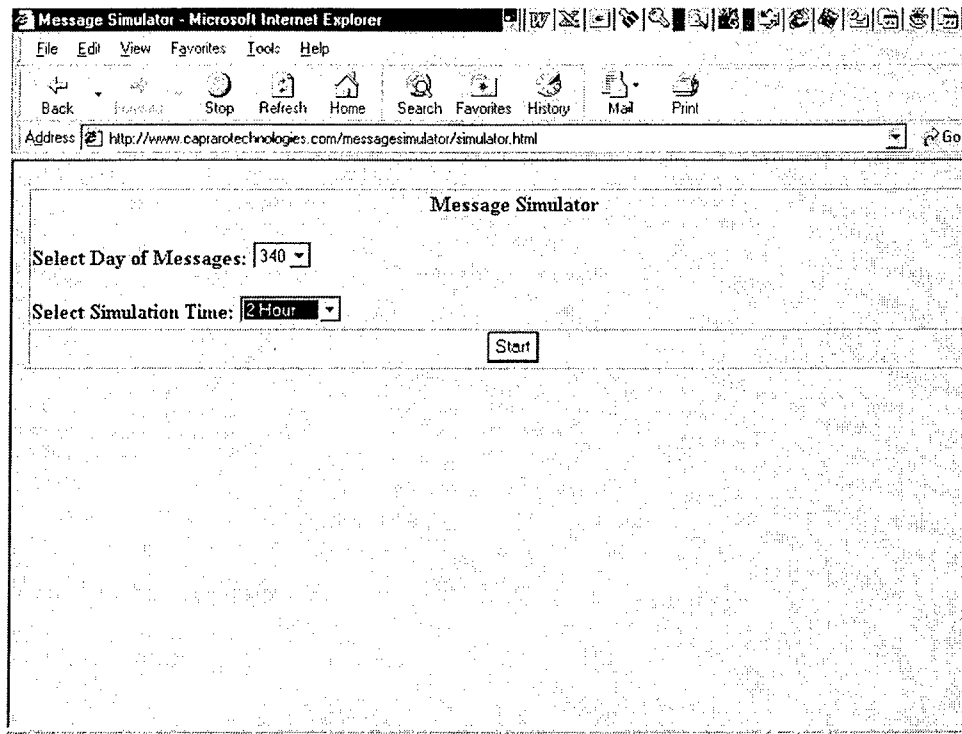 Message Simulator - Microsoft Internet Explorer
File Edit View Favorites Tools Help
Back Forward Stop Refresh Home Search Favorites History Mail Print
Address http://www.caprarotechnologies.com/messagesimulator/simulator.html Go
Message Simulator
Select Day of Messages: 340
Select Simulation Time: 2 Hour
Start